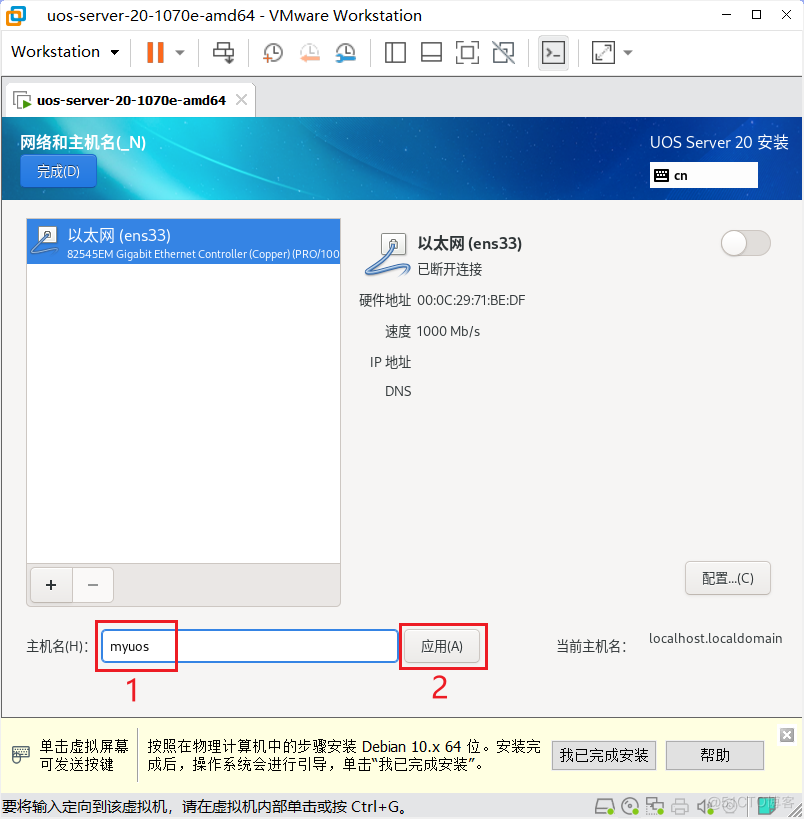 uos-server-20-1070e-amd64 - VMware Workstation
Workstation
uos-server-20-1070e-amd64
网络和主机名(_N)
UOS Server 20 安装
完成(D)
cn
以太网 (ens33)
82545EM Gigabit Ethernet Controller (Copper) (PRO/100
以太网 (ens33)
已断开连接
硬件地址 00:0C:29:71:BE:DF
速度 1000 Mb/s
IP 地址
DNS
+ −
配置...(C)
主机名(H): myuos 应用(A) 当前主机名: localhost.localdomain
1 2
单击虚拟屏幕
可发送按键
按照在物理计算机中的步骤安装 Debian 10.x 64 位。安装完
成后，操作系统会进行引导，单击“我已完成安装”。
我已完成安装 帮助
要将输入定向到该虚拟机，请在虚拟机内部单击或按 Ctrl+G。
@51CTO博客